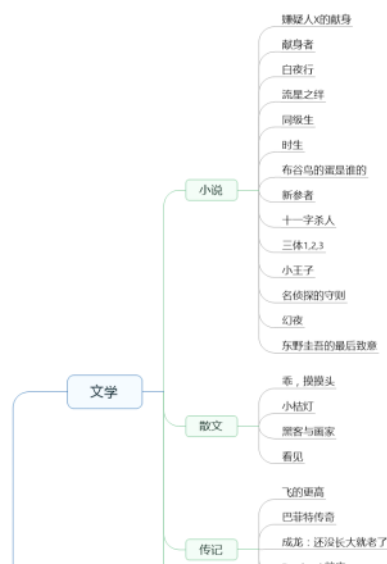 嫌疑人X的献身
献身者
白夜行
流星之绊
同级生
时生
布谷鸟的蛋是谁的
小说
新参者
十一字杀人
三体1,2,3
小王子
名侦探的守则
幻夜
东野圭吾的最后致意
文学
乖，摸摸头
小桔灯
散文
黑客与画家
看见
飞的更高
巴菲特传奇
成龙：还没长大就老了
传记